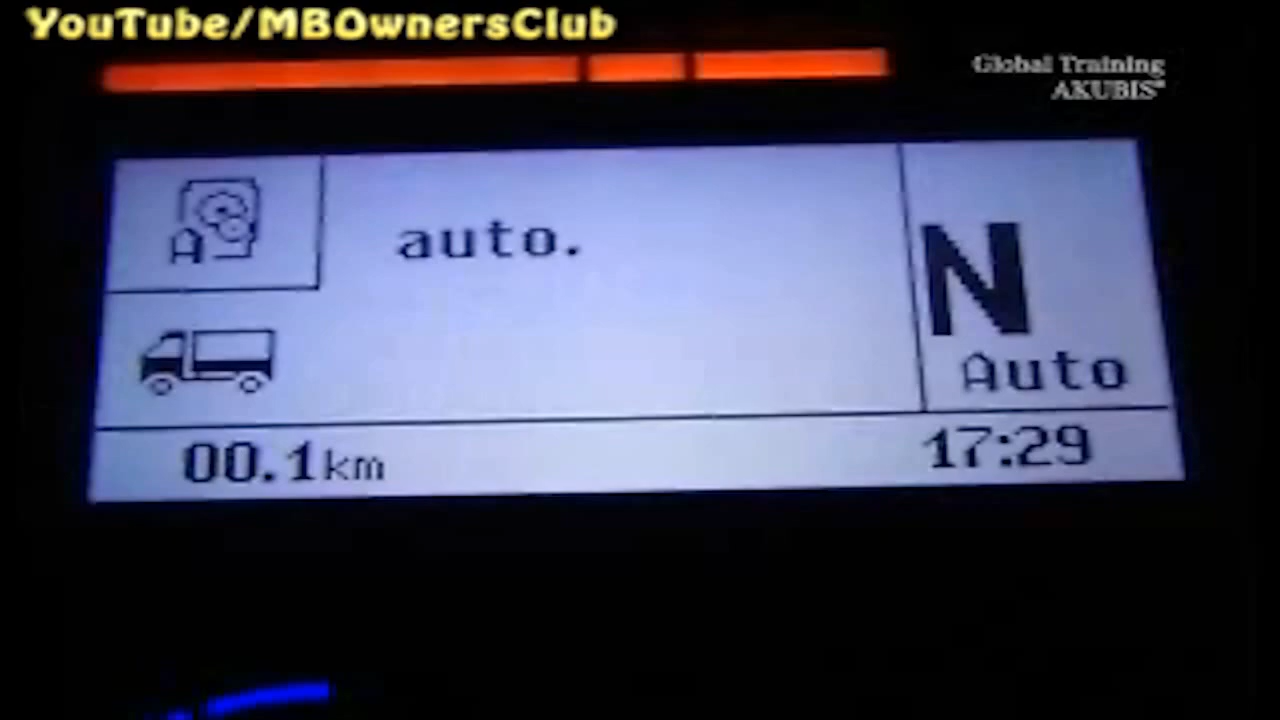 YouTube/MBOwnersClub
Global Training
AKUBIS®
A
auto.
N
Auto
00.1km
17:29